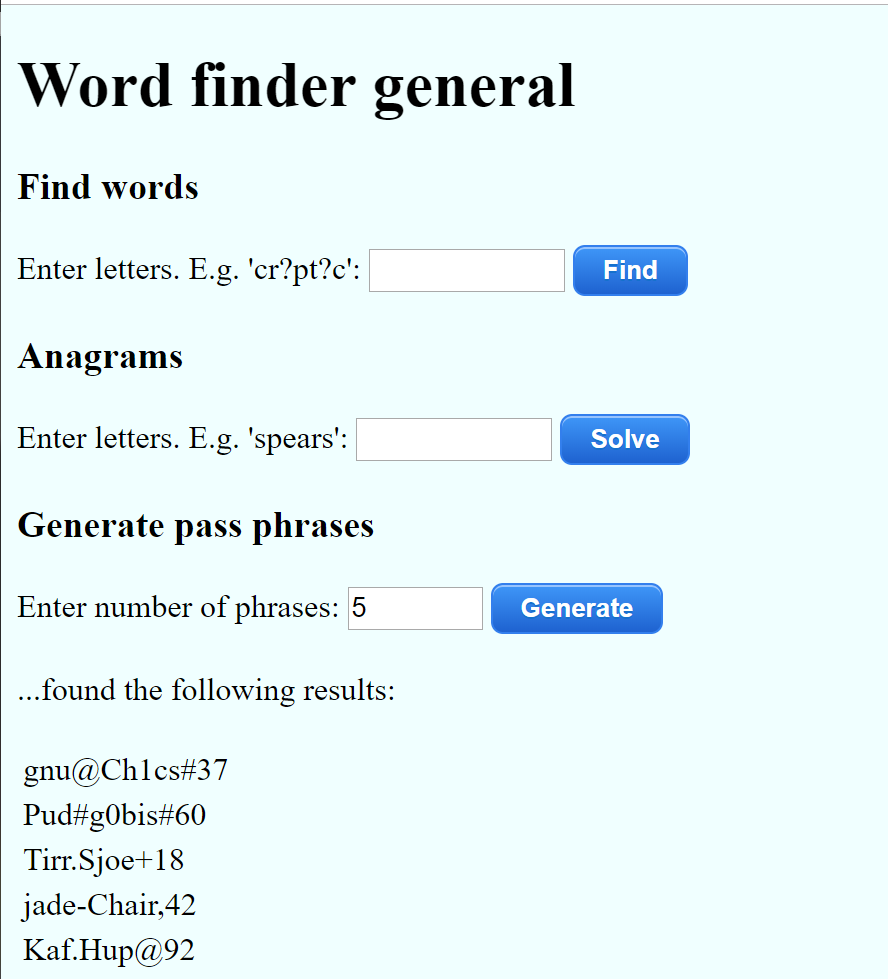 Word finder general
Find words
Enter letters. E.g. 'cr?pt?c': Find
Anagrams
Enter letters. E.g. 'spears': Solve
Generate pass phrases
Enter number of phrases: 5 Generate
...found the following results:
gnu@Ch1cs#37
Pud#g0bis#60
Tirr.Sjoe+18
jade-Chair,42
Kaf.Hup@92